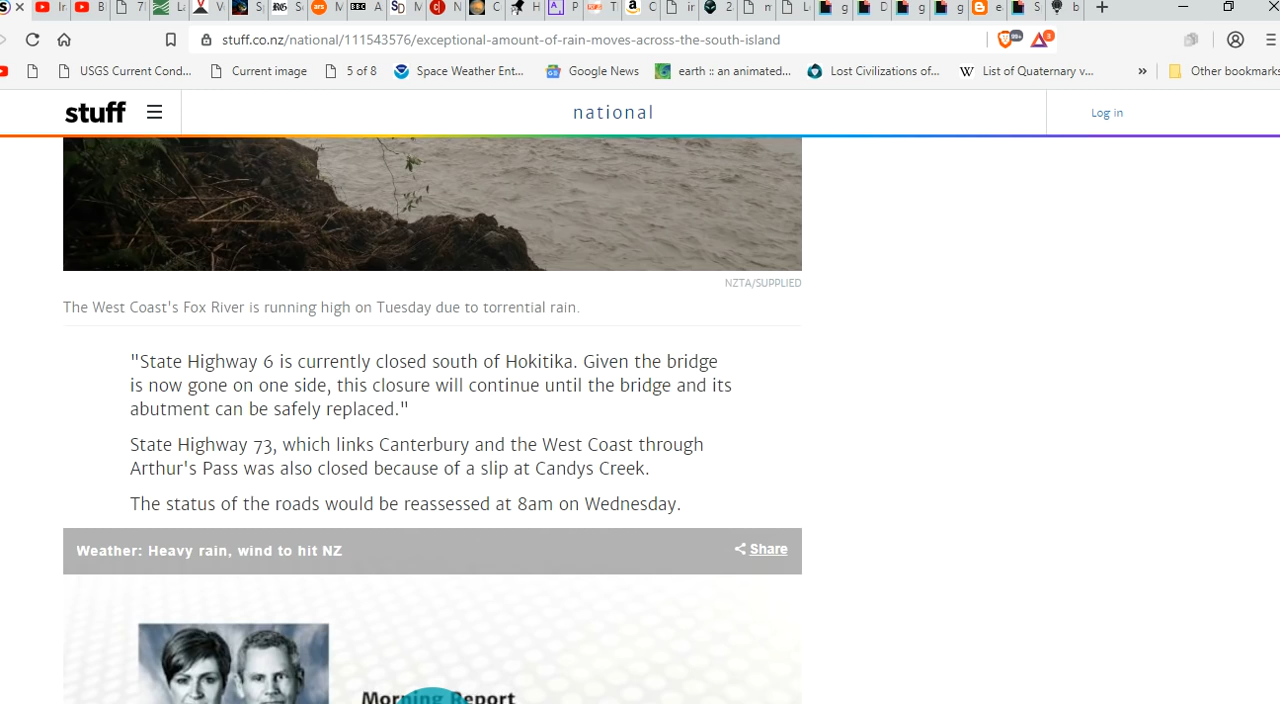 stuff.co.nz/national/111543576/exceptional-amount-of-rain-moves-across-the-south-island
99+
3
USGS Current Cond... Current image 5 of 8 Space Weather Ent... Google News earth :: an animated... Lost Civilizations of... List of Quaternary v... » Other bookmarks
stuff national Log in
NZTA/SUPPLIED
The West Coast's Fox River is running high on Tuesday due to torrential rain.
"State Highway 6 is currently closed south of Hokitika. Given the bridge
is now gone on one side, this closure will continue until the bridge and its
abutment can be safely replaced."
State Highway 73, which links Canterbury and the West Coast through
Arthur's Pass was also closed because of a slip at Candys Creek.
The status of the roads would be reassessed at 8am on Wednesday.
Weather: Heavy rain, wind to hit NZ Share
Morning Report